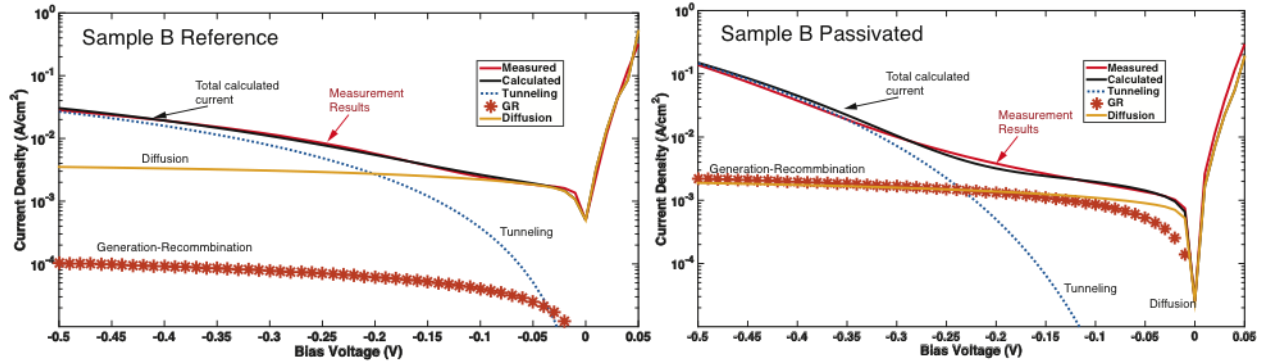 Sample B Reference
Current Density (A/cm²)
10⁰
10⁻¹
10⁻²
10⁻³
10⁻⁴
Measured
Calculated
Tunneling
GR
Diffusion
Total calculated
current
Measurement
Results
Diffusion
Tunneling
Generation-Recommbination
-0.5 -0.45 -0.4 -0.35 -0.3 -0.25 -0.2 -0.15 -0.1 -0.05 0 0.05
Bias Voltage (V)
Sample B Passivated
Current Density (A/cm²)
10⁰
10⁻¹
10⁻²
10⁻³
10⁻⁴
Measured
Calculated
Tunneling
GR
Diffusion
Total calculated
current
Measurement
Results
Generation-Recommbination
Tunneling
Diffusion
-0.5 -0.45 -0.4 -0.35 -0.3 -0.25 -0.2 -0.15 -0.1 -0.05 0 0.05
Bias Voltage (V)